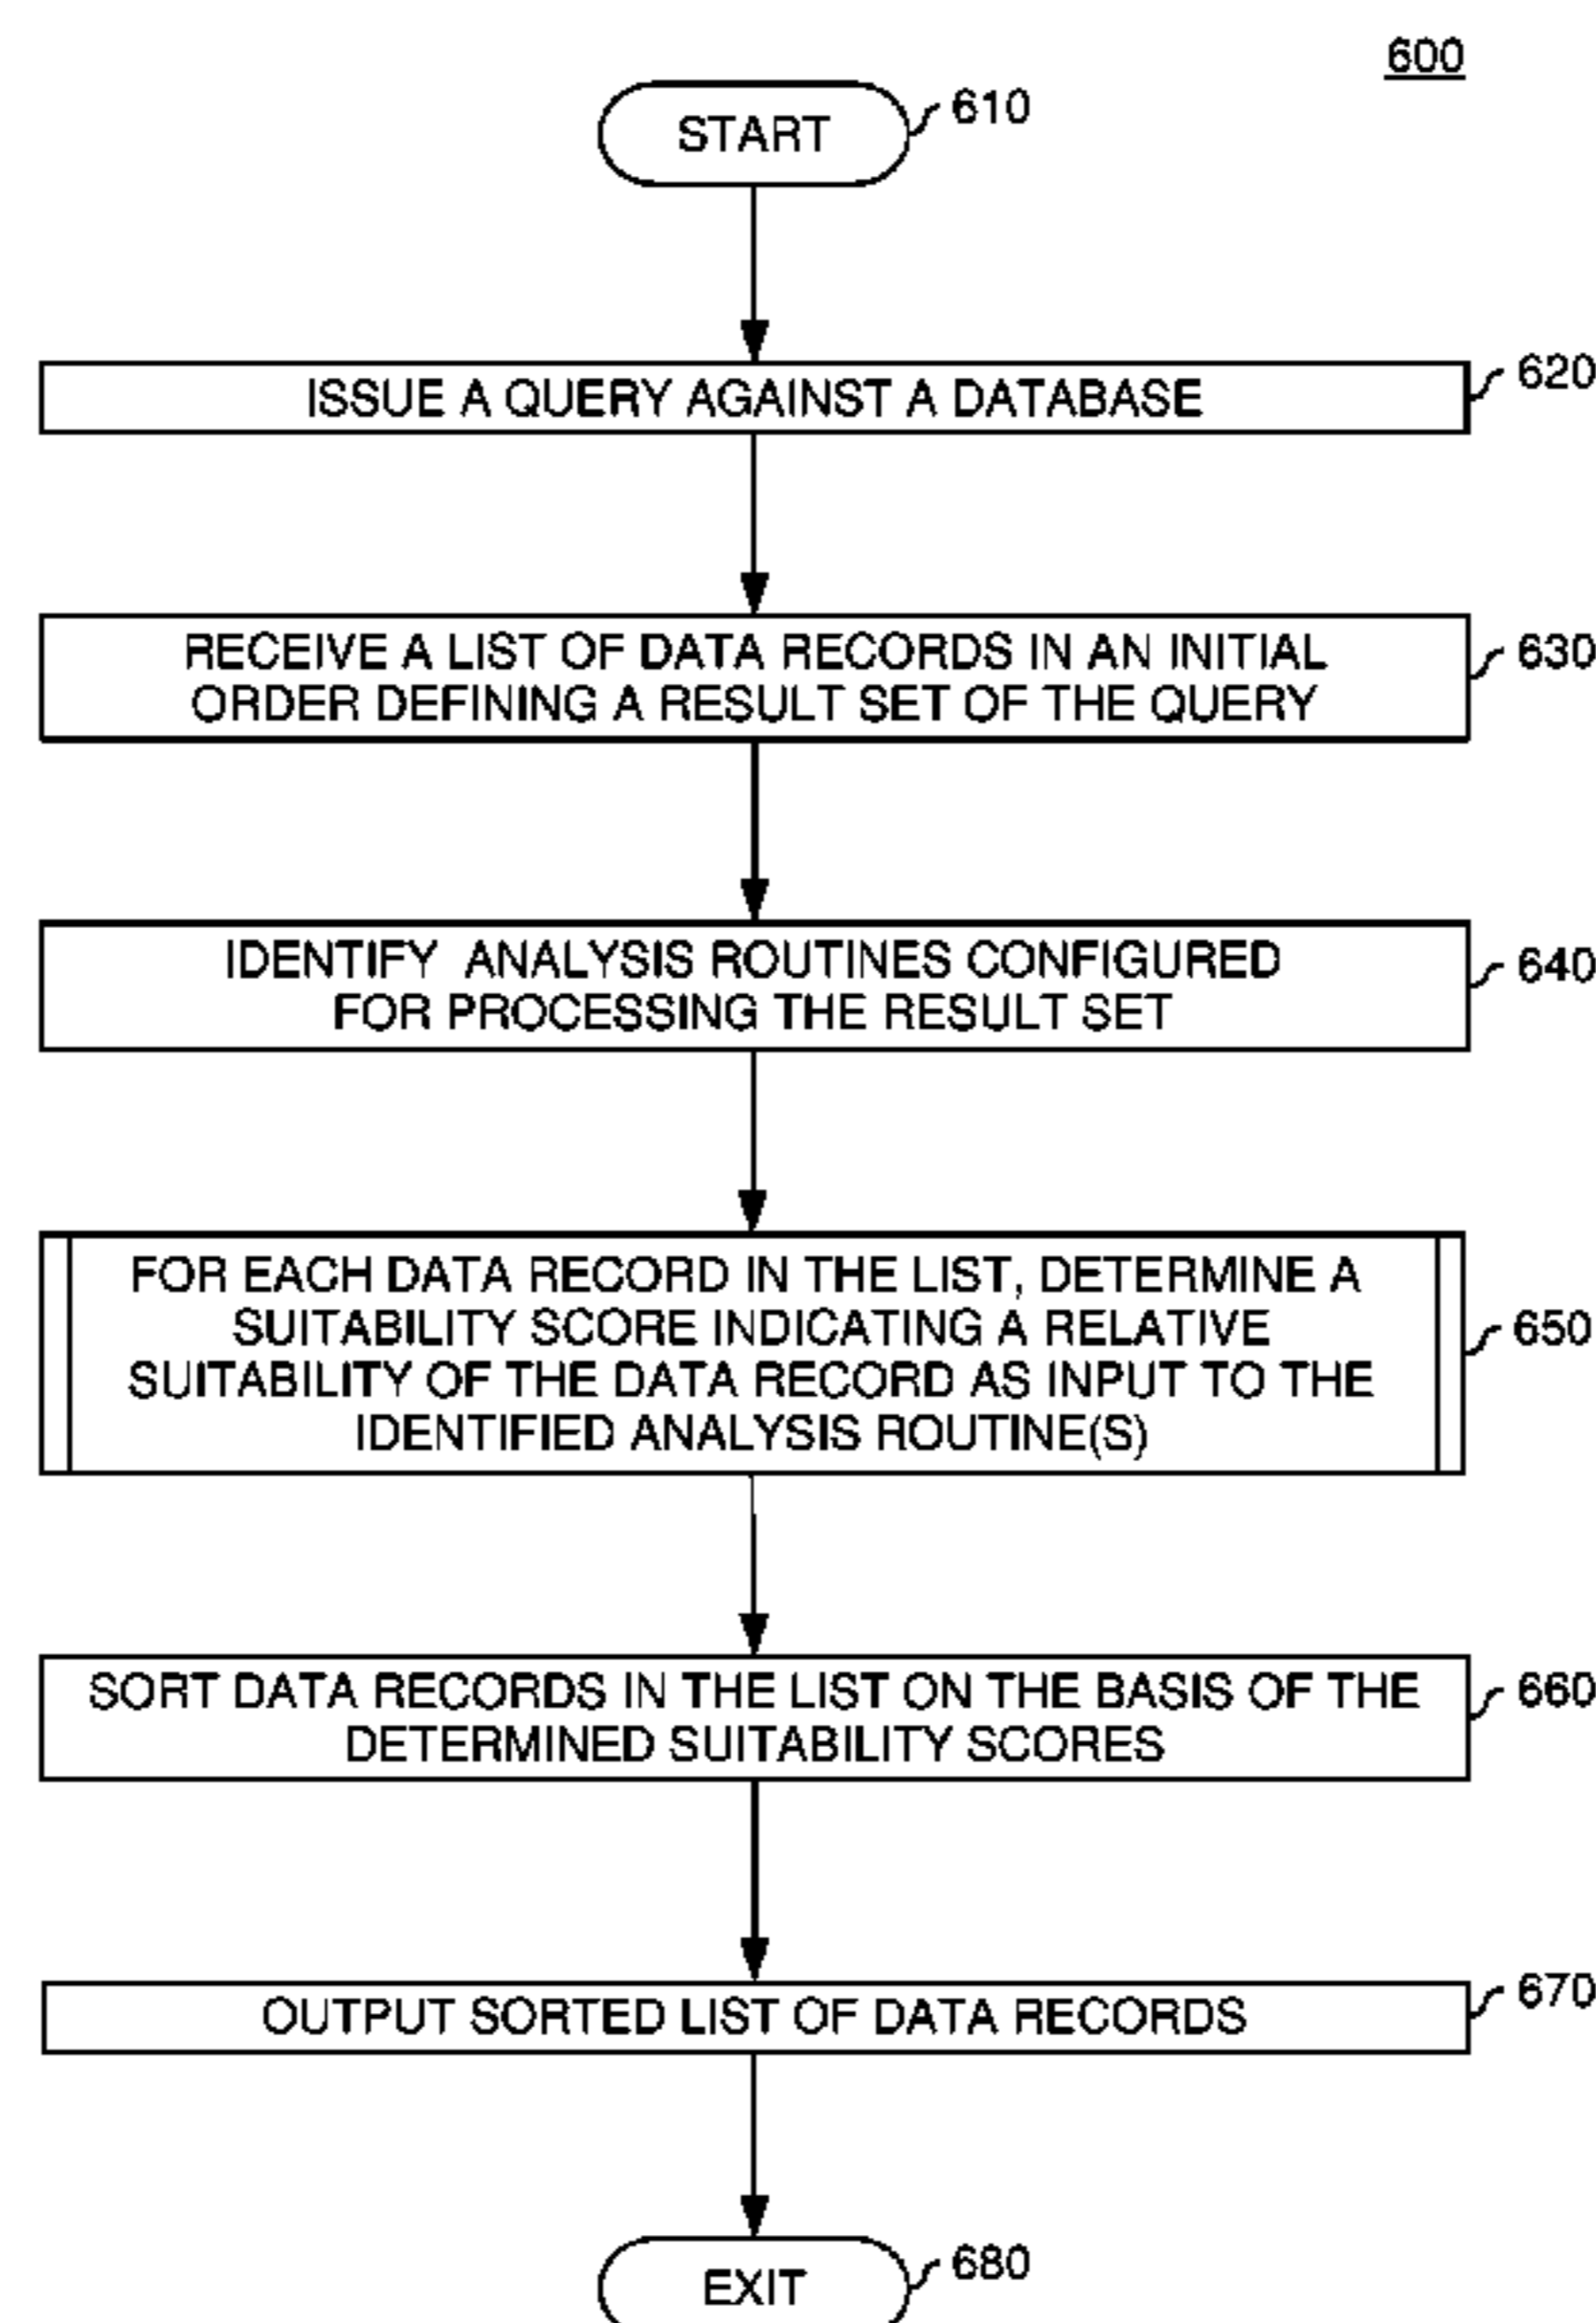 600
START
610
ISSUE A QUERY AGAINST A DATABASE
620
RECEIVE A LIST OF DATA RECORDS IN AN INITIAL
ORDER DEFINING A RESULT SET OF THE QUERY
630
IDENTIFY ANALYSIS ROUTINES CONFIGURED
FOR PROCESSING THE RESULT SET
640
FOR EACH DATA RECORD IN THE LIST, DETERMINE A
SUITABILITY SCORE INDICATING A RELATIVE
SUITABILITY OF THE DATA RECORD AS INPUT TO THE
IDENTIFIED ANALYSIS ROUTINE(S)
650
SORT DATA RECORDS IN THE LIST ON THE BASIS OF THE
DETERMINED SUITABILITY SCORES
660
OUTPUT SORTED LIST OF DATA RECORDS
670
EXIT
680